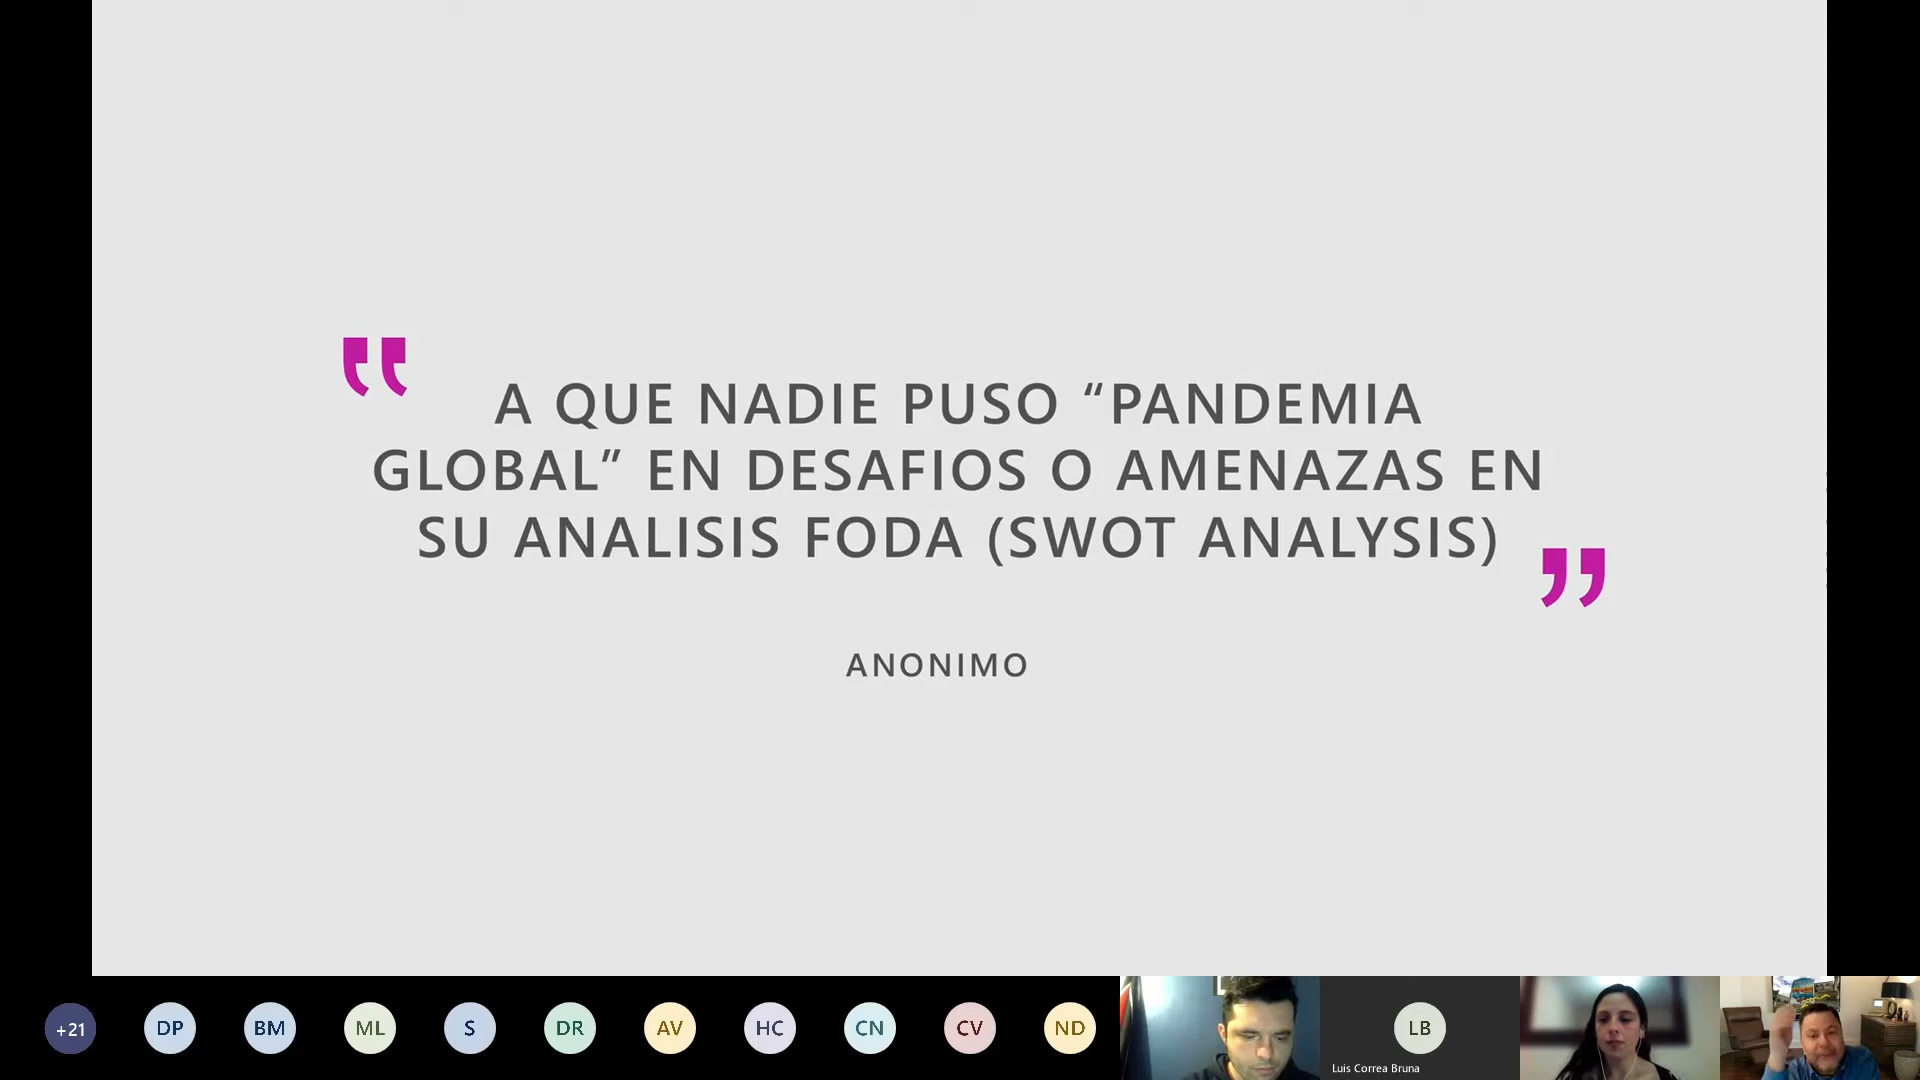 "
A QUE NADIE PUSO “PANDEMIA
GLOBAL” EN DESAFIOS O AMENAZAS EN
SU ANALISIS FODA (SWOT ANALYSIS)
"
ANONIMO
+21
DP
BM
ML
S
DR
AV
HC
CN
CV
ND
LB
Luis Correa Bruna